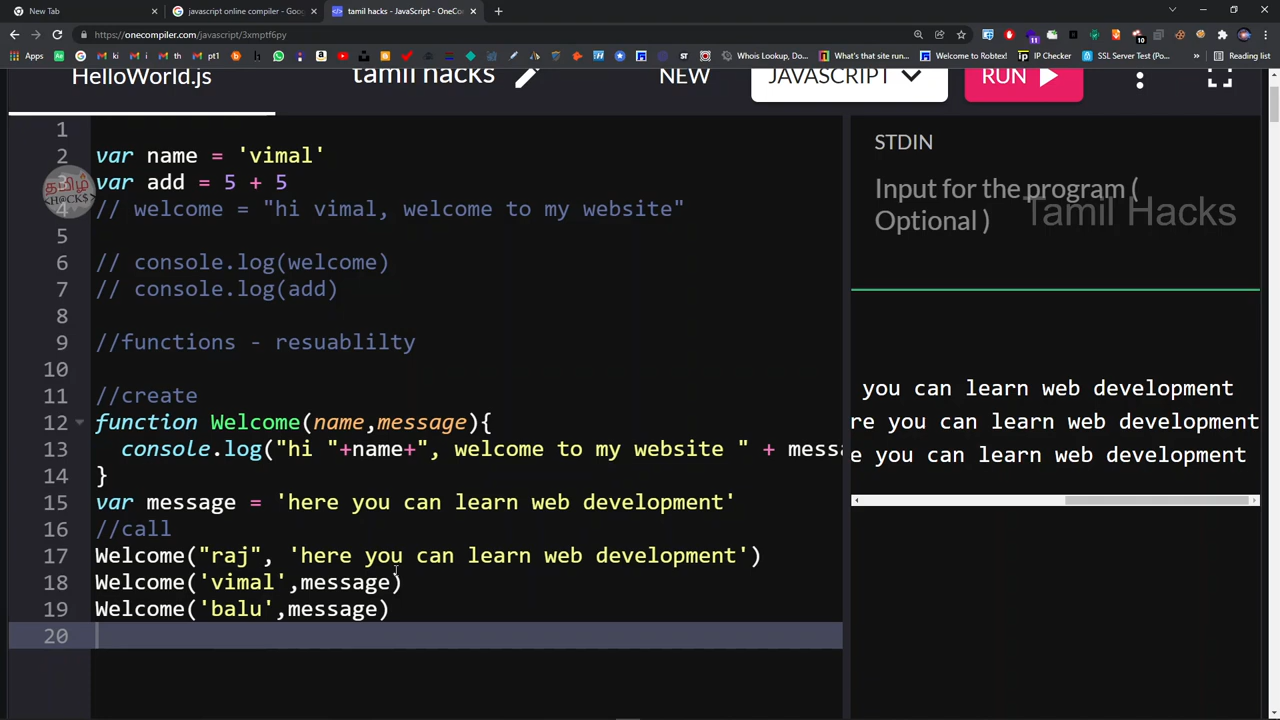 New Tab
javascript online compiler - Goog
tamil hacks - JavaScript - OneCo
https://onecompiler.com/javascript/3xmptf6py
Apps ki th pt1 Whois Lookup, Do... What's that site run... Welcome to Robtex! IP Checker SSL Server Test (Po... Reading list
HelloWorld.js tamil hacks NEW JAVASCRIPT RUN
1
2 var name = 'vimal'
3 var add = 5 + 5
4 // welcome = "hi vimal, welcome to my website"
5
6 // console.log(welcome)
7 // console.log(add)
8
9 //functions - resuablilty
10
11 //create
12 function Welcome(name,message){
13 console.log("hi "+name+", welcome to my website " + messa
14 }
15 var message = 'here you can learn web development'
16 //call
17 Welcome("raj", 'here you can learn web development')
18 Welcome('vimal',message)
19 Welcome('balu',message)
20
தமிழ்
<H@CK$>
STDIN
Input for the program (
Optional )
Tamil Hacks
you can learn web development
re you can learn web development
e you can learn web development